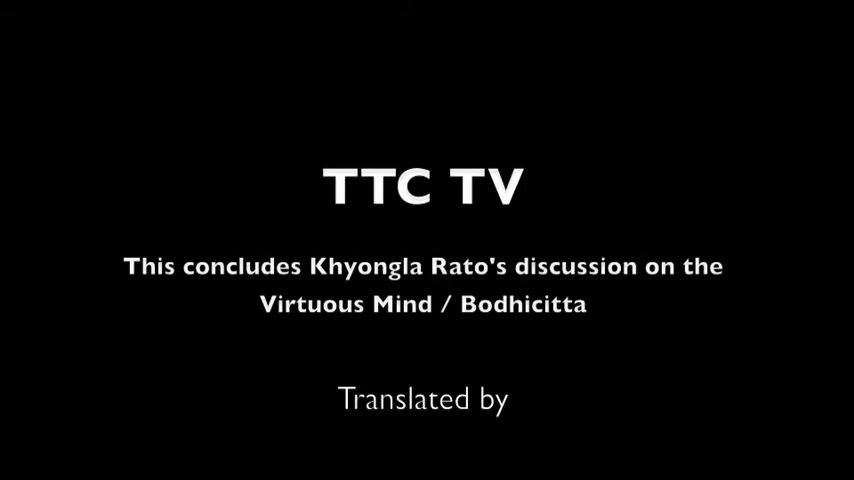 TTC TV
This concludes Khyongla Rato's discussion on the
Virtuous Mind / Bodhicitta
Translated by